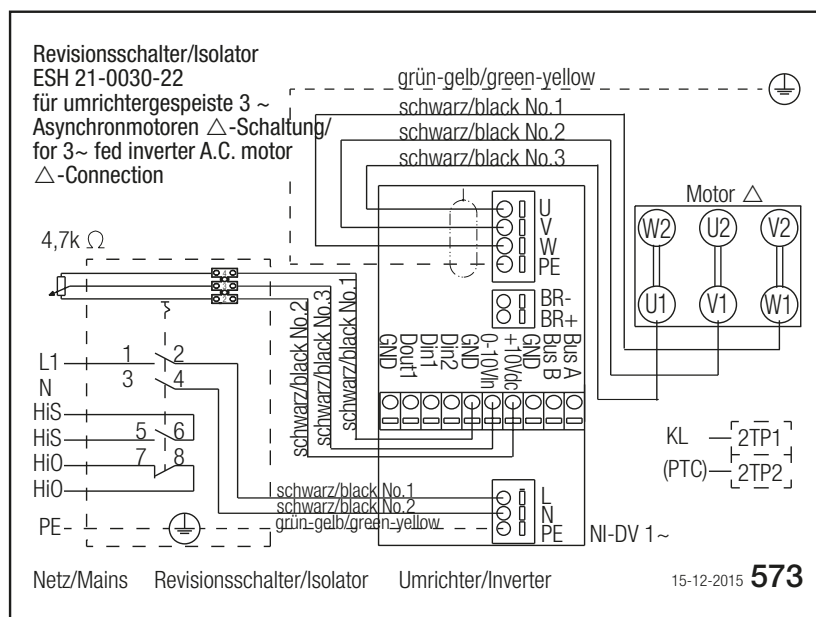 Revisionsschalter/Isolator
ESH 21-0030-22
für umrichtergespeiste 3 ~
Asynchronmotoren △-Schaltung/
for 3~ fed inverter A.C. motor
△-Connection
grün-gelb/green-yellow
schwarz/black No.1
schwarz/black No.2
schwarz/black No.3
Motor △
W2 U2 V2
U1 V1 W1
U
V
W
PE
BR-
BR+
4,7k Ω
schwarz/black No.2
schwarz/black No.3
schwarz/black No.1
GND
Dout1
Din1
Din2
GND
0-10VIn
+10Vdc
GND
Bus B
Bus A
L1 1 2
N 3 4
HiS
HiS 5 6
HiO 7 8
HiO
PE
KL 2TP1
(PTC) 2TP2
schwarz/black No.1
schwarz/black No.2
grün-gelb/green-yellow
L
N
PE
NI-DV 1~
Netz/Mains Revisionsschalter/Isolator Umrichter/Inverter
15-12-2015 573